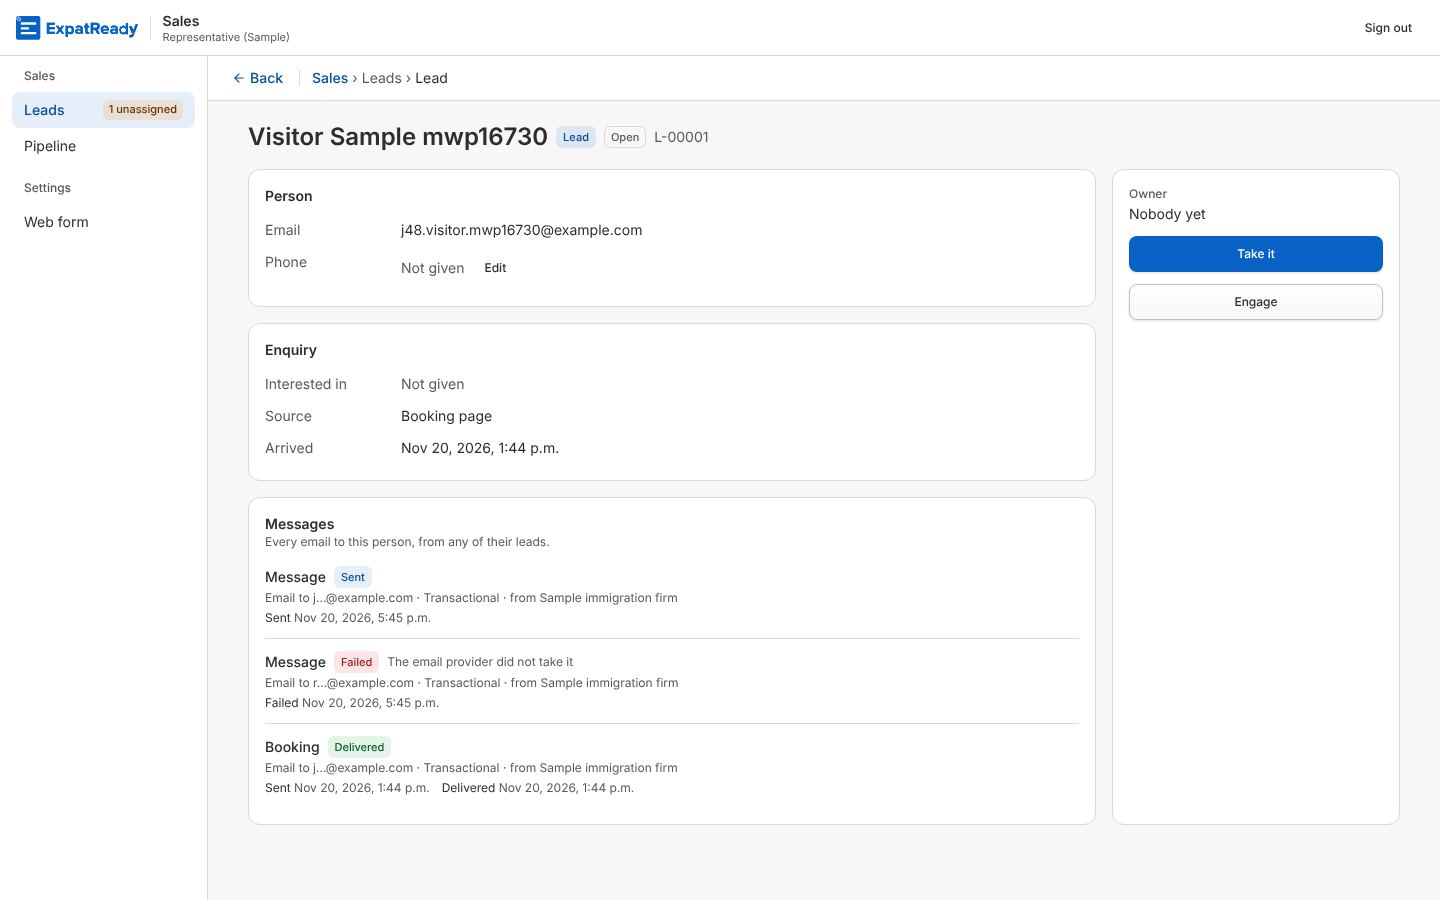 ExpatReady
Sales
Representative (Sample)
Sign out
Sales
Leads 1 unassigned
Pipeline
Settings
Web form
← Back
Sales › Leads › Lead
Visitor Sample mwp16730 Lead Open L-00001
Person
Email j48.visitor.mwp16730@example.com
Phone Not given Edit
Enquiry
Interested in Not given
Source Booking page
Arrived Nov 20, 2026, 1:44 p.m.
Messages
Every email to this person, from any of their leads.
Message Sent
Email to j...@example.com · Transactional · from Sample immigration firm
Sent Nov 20, 2026, 5:45 p.m.
Message Failed The email provider did not take it
Email to r...@example.com · Transactional · from Sample immigration firm
Failed Nov 20, 2026, 5:45 p.m.
Booking Delivered
Email to j...@example.com · Transactional · from Sample immigration firm
Sent Nov 20, 2026, 1:44 p.m. Delivered Nov 20, 2026, 1:44 p.m.
Owner
Nobody yet
Take it
Engage